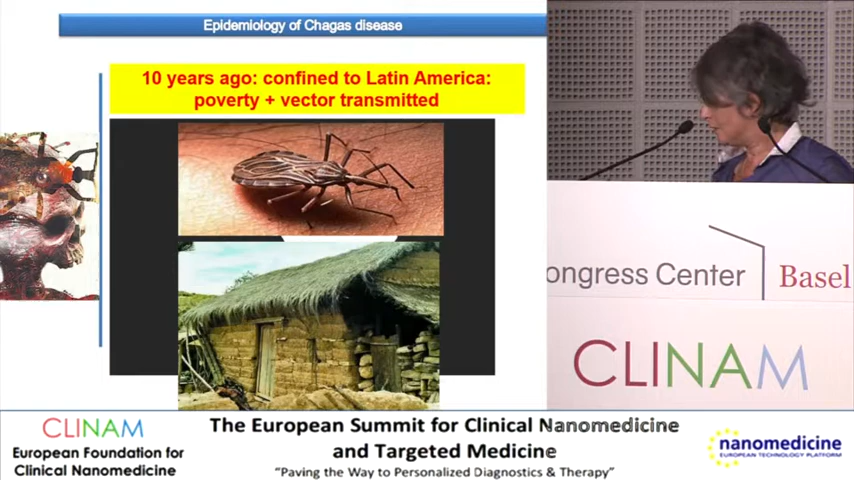 Epidemiology of Chagas disease
10 years ago: confined to Latin America:
poverty + vector transmitted
ongress Center
Basel
CLINAM
CLINAM
European Foundation for
Clinical Nanomedicine
The European Summit for Clinical Nanomedicine
and Targeted Medicine
"Paving the Way to Personalized Diagnostics & Therapy"
nanomedicine
EUROPEAN TECHNOLOGY PLATFORM